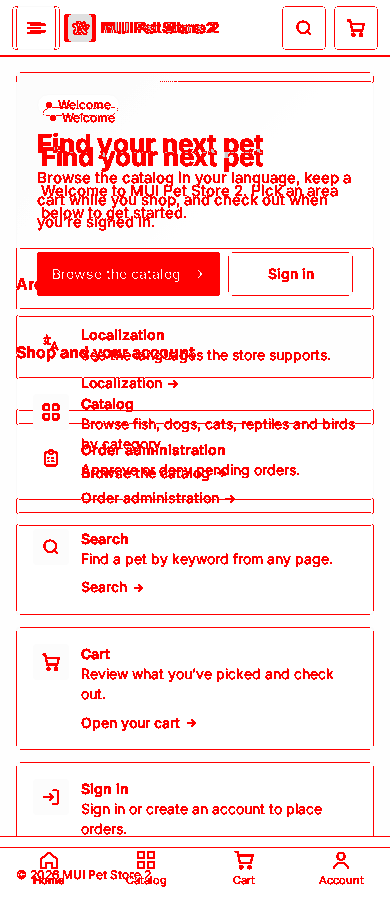 MUI Pet Store 2
Welcome
Welcome
Find your next pet
Find your next pet
Browse the catalog in your language, keep a
Welcome to MUI Pet Store 2. Pick an area
cart while you shop, and check out when
below to get started.
you're signed in.
Browse the catalog
Sign in
Shop and your account
Localization
See the languages the store supports.
Localization →
Catalog
Browse fish, dogs, cats, reptiles and birds
by category.
Order administration
Approve or deny pending orders.
Browse the catalog →
Order administration →
Search
Find a pet by keyword from any page.
Search →
Cart
Review what you've picked and check
out.
Open your cart →
Sign in
Sign in or create an account to place
orders.
© 2026 MUI Pet Store 2
Home
Catalog
Cart
Account